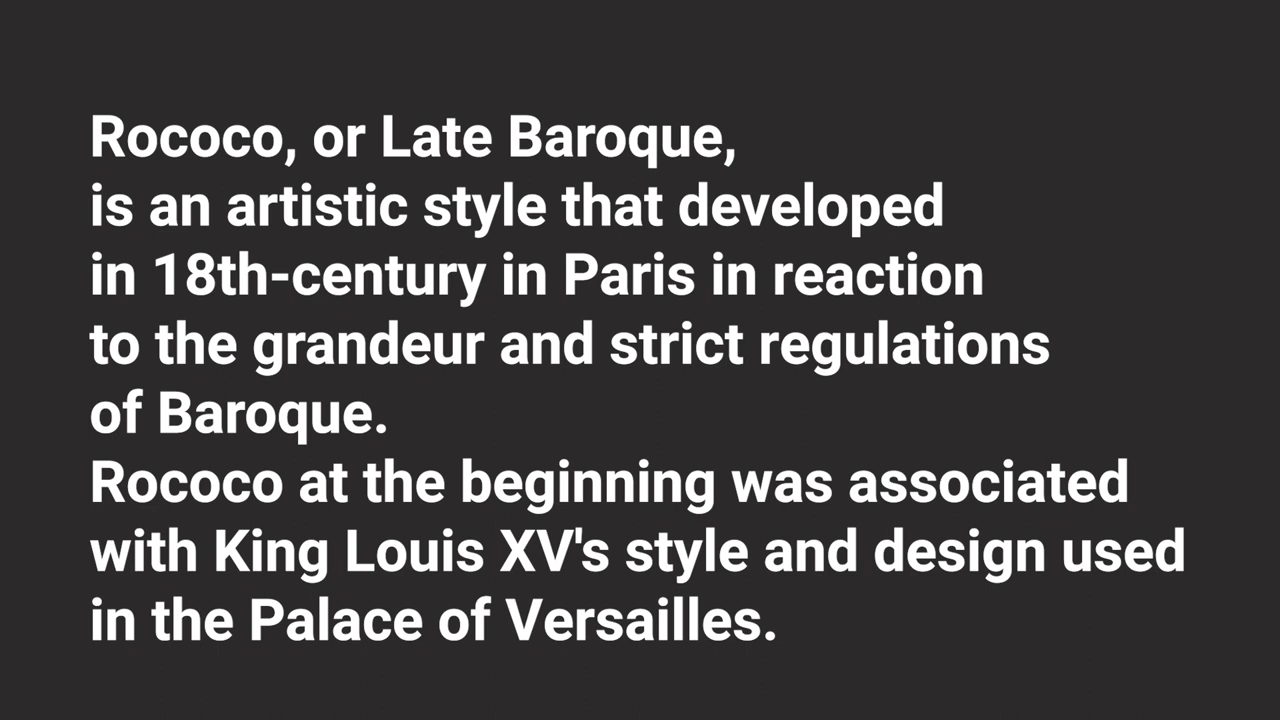 Rococo, or Late Baroque,
is an artistic style that developed
in 18th-century in Paris in reaction
to the grandeur and strict regulations
of Baroque.
Rococo at the beginning was associated
with King Louis XV's style and design used
in the Palace of Versailles.